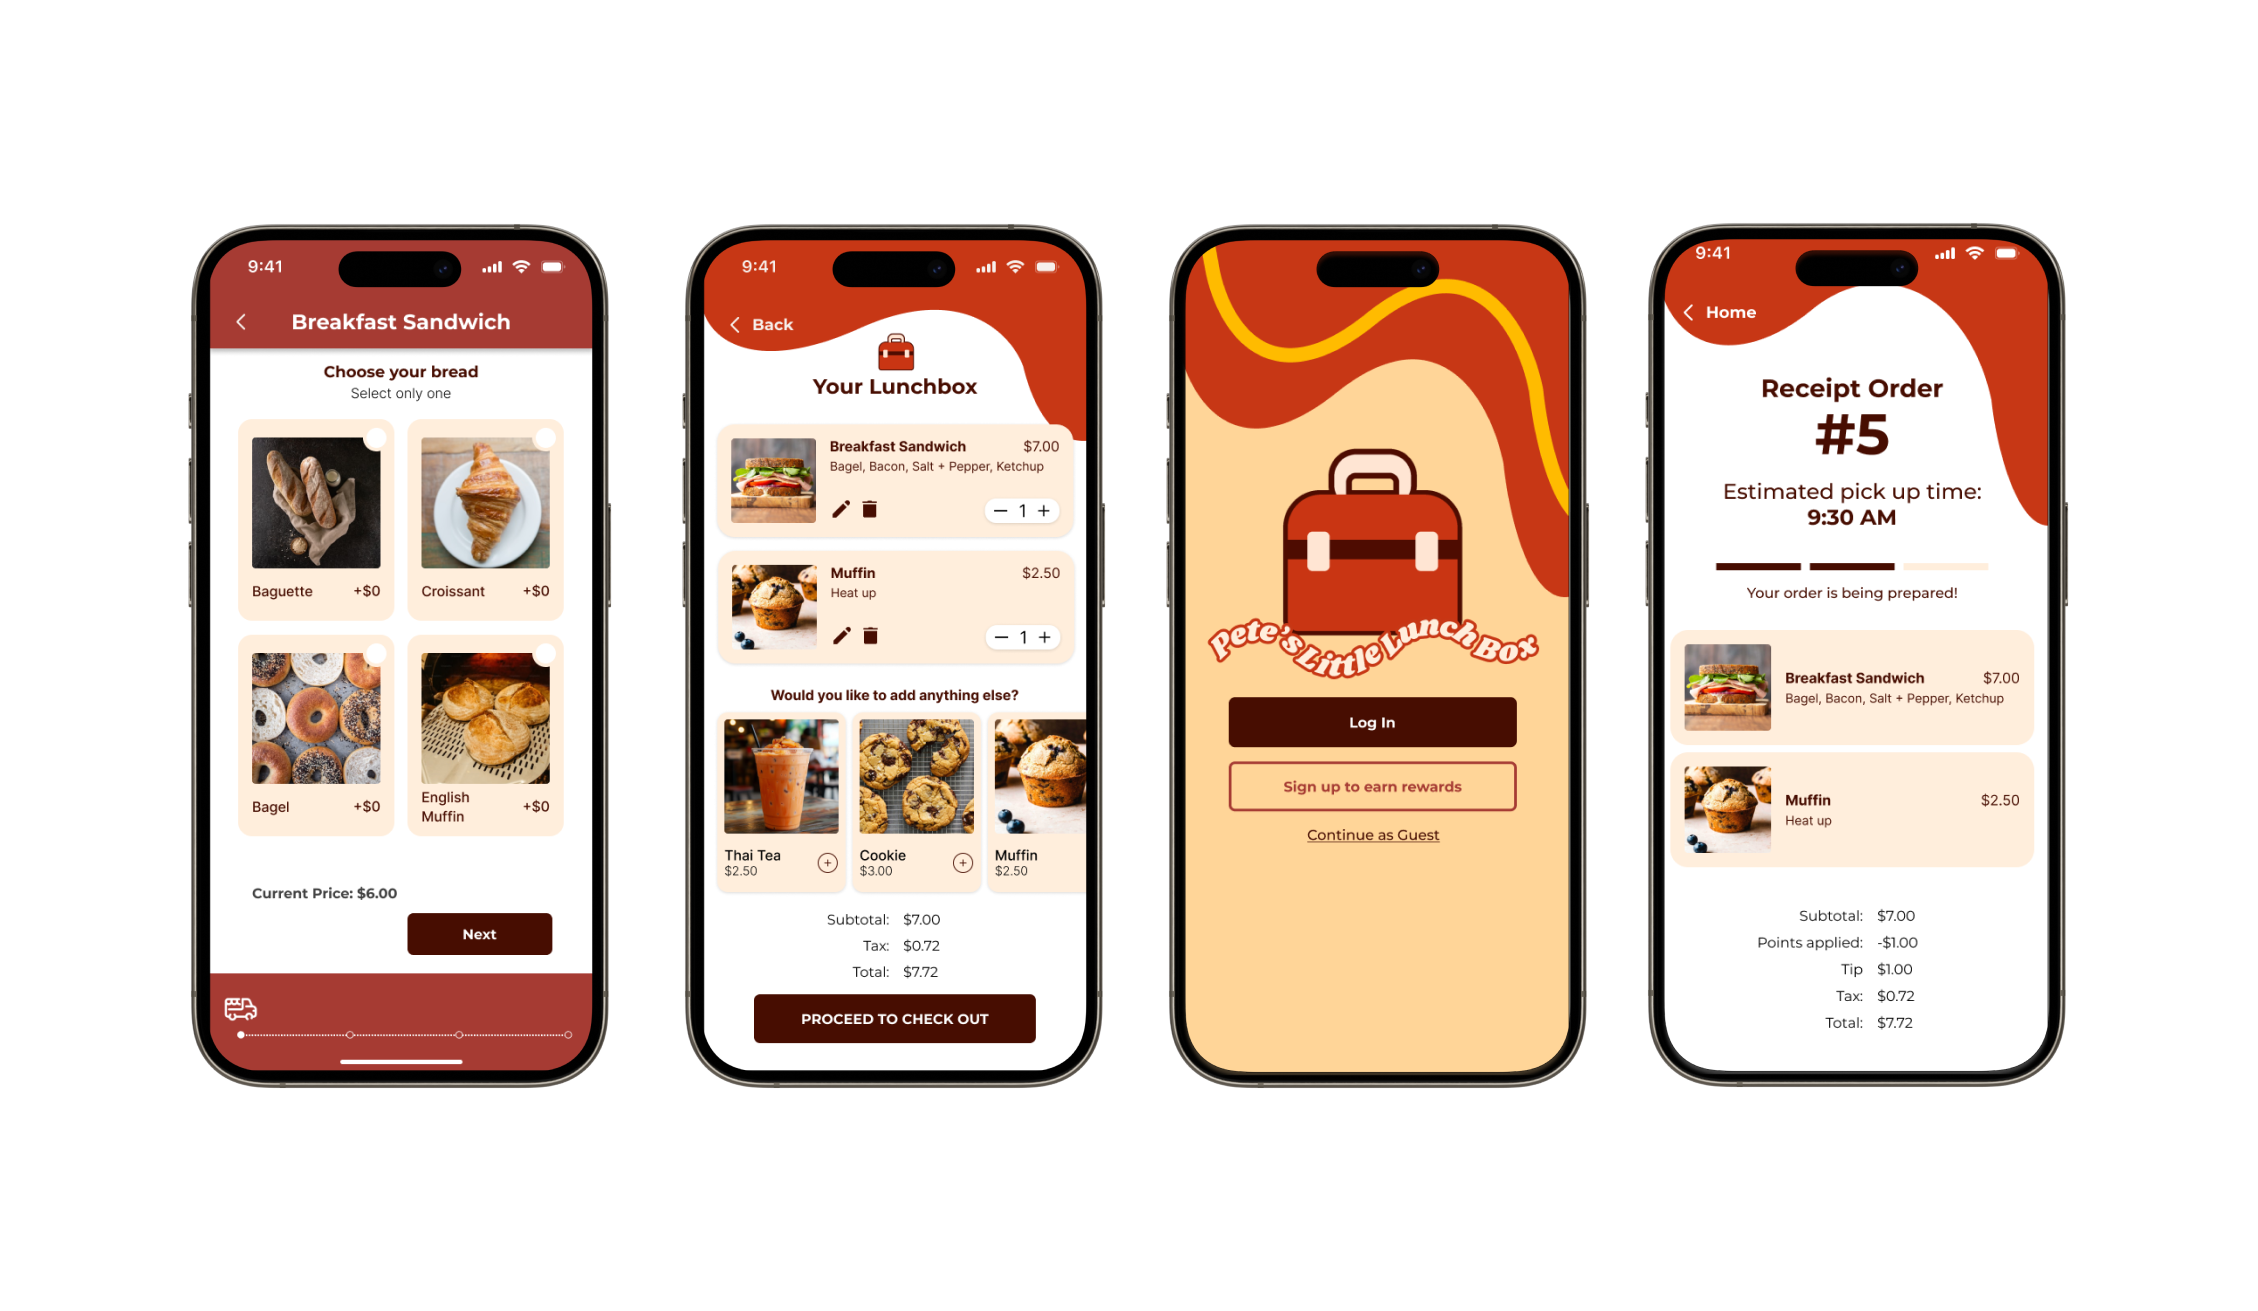 9:41
Breakfast Sandwich
Choose your bread
Select only one
Baguette +$0
Croissant +$0
Bagel +$0
English
Muffin +$0
Current Price: $6.00
Next
9:41
Back
Your Lunchbox
Breakfast Sandwich $7.00
Bagel, Bacon, Salt + Pepper, Ketchup
1
Muffin $2.50
Heat up
1
Would you like to add anything else?
Thai Tea
$2.50
Cookie
$3.00
Muffin
$2.50
Subtotal: $7.00
Tax: $0.72
Total: $7.72
PROCEED TO CHECK OUT
Pete's Little Lunch Box
Log In
Sign up to earn rewards
Continue as Guest
9:41
Home
Receipt Order
#5
Estimated pick up time:
9:30 AM
Your order is being prepared!
Breakfast Sandwich $7.00
Bagel, Bacon, Salt + Pepper, Ketchup
Muffin $2.50
Heat up
Subtotal: $7.00
Points applied: -$1.00
Tip $1.00
Tax: $0.72
Total: $7.72